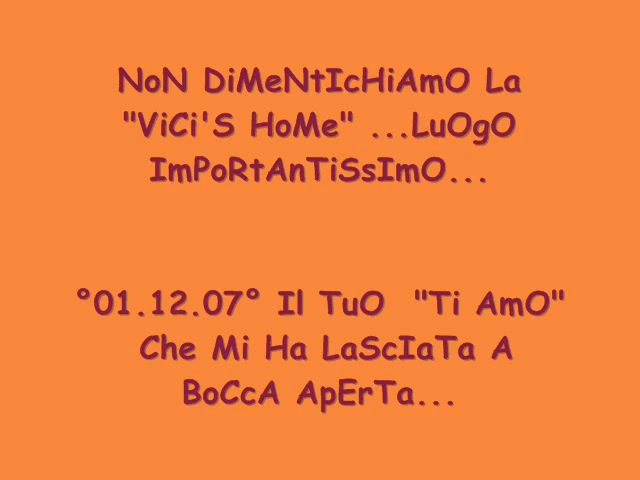 NoN DiMeNtIcHiAmO La
"ViCi'S HoMe" ...LuOgO
ImPoRtAnTiSsImO...
°01.12.07° Il TuO "Ti AmO"
Che Mi Ha LaScIaTa A
BoCcA ApErTa...